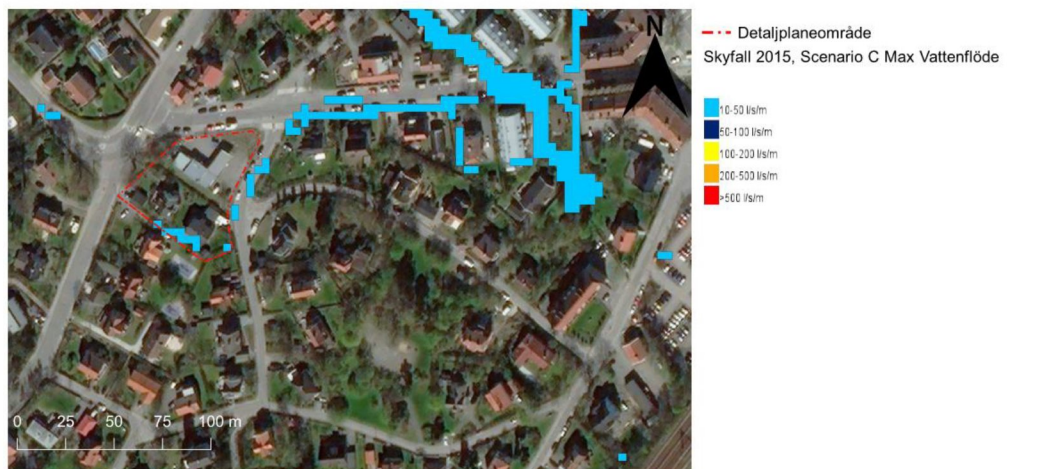 N
Detaljplaneområde
Skyfall 2015, Scenario C Max Vattenflöde
10-50 l/s/m
50-100 l/s/m
100-200 l/s/m
200-500 l/s/m
>500 l/s/m
0 25 50 100 m